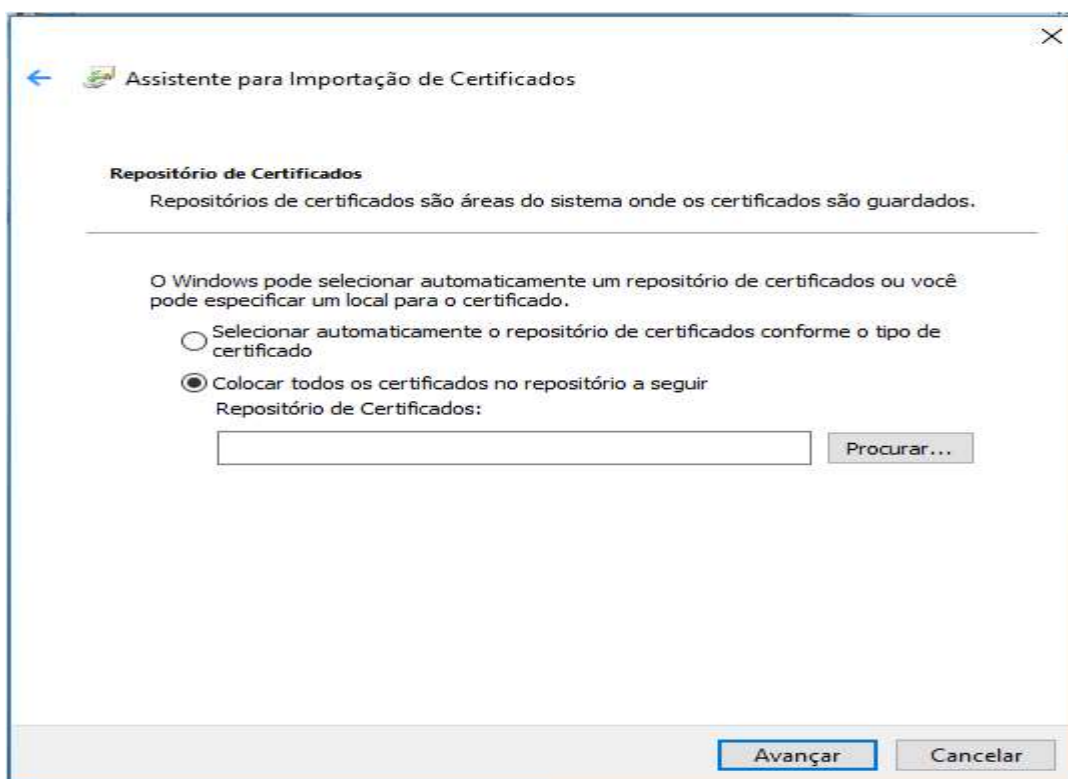 Assistente para Importação de Certificados
Repositório de Certificados
Repositórios de certificados são áreas do sistema onde os certificados são guardados.
O Windows pode selecionar automaticamente um repositório de certificados ou você
pode especificar um local para o certificado.
Selecionar automaticamente o repositório de certificados conforme o tipo de
certificado
Colocar todos os certificados no repositório a seguir
Repositório de Certificados:
Procurar...
Avançar
Cancelar